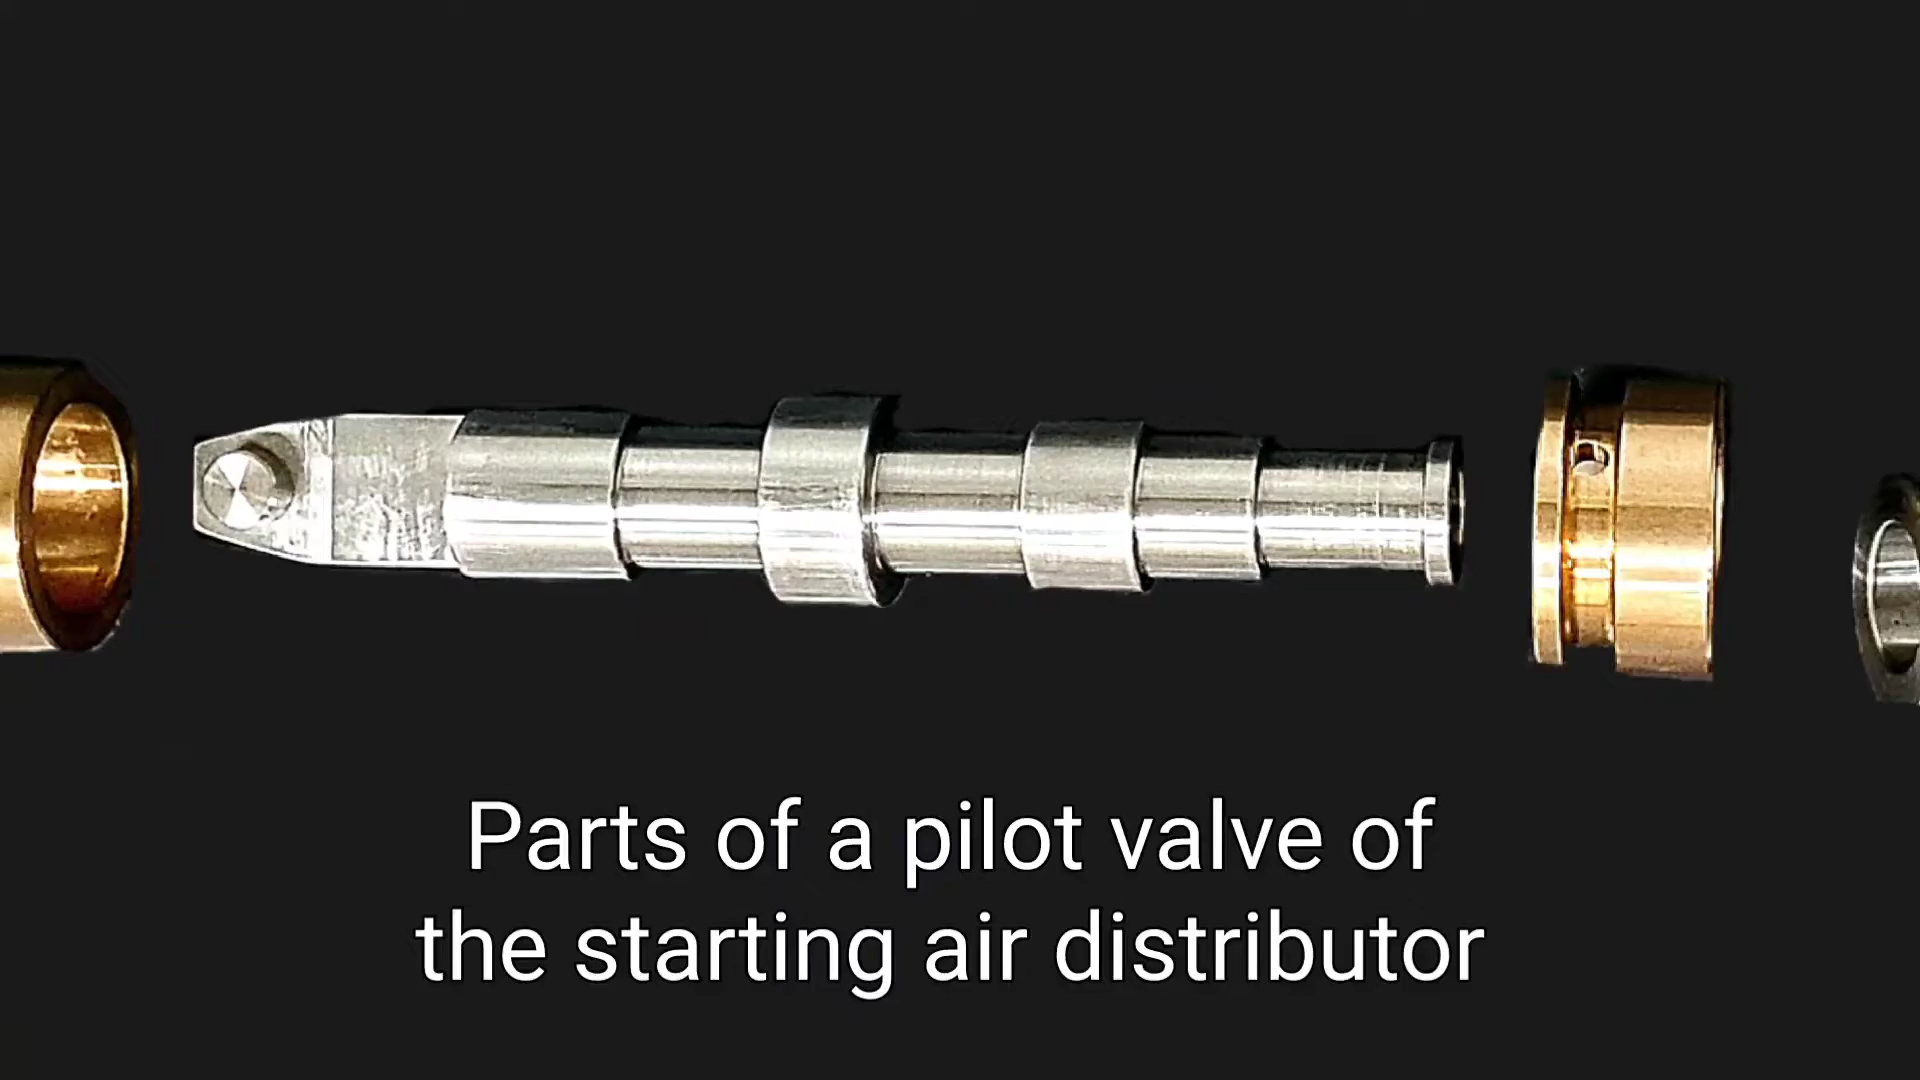 Parts of a pilot valve of
the starting air distributor